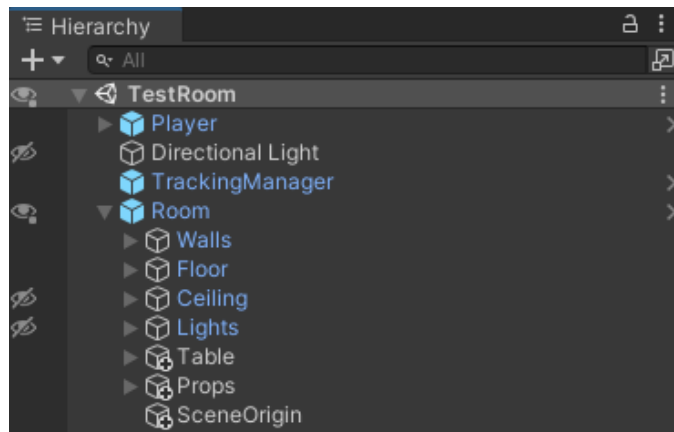 Hierarchy
All
TestRoom
Player
Directional Light
TrackingManager
Room
Walls
Floor
Ceiling
Lights
Table
Props
SceneOrigin